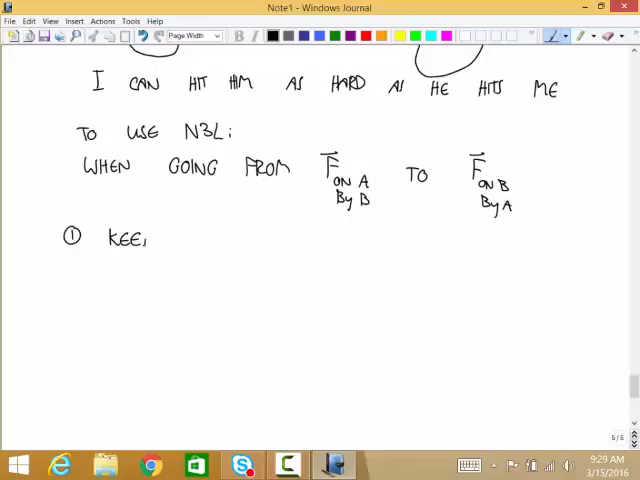 Note1 - Windows Journal
File Edit View Insert Actions Tools Help
Page Width
B I
I CAN HIT HIM AS HARD AS HE HITS ME
TO USE N3L:
WHEN GOING FROM F TO F
ON A ON B
By B By A
① KEE
5/5
9:29 AM
3/15/2016